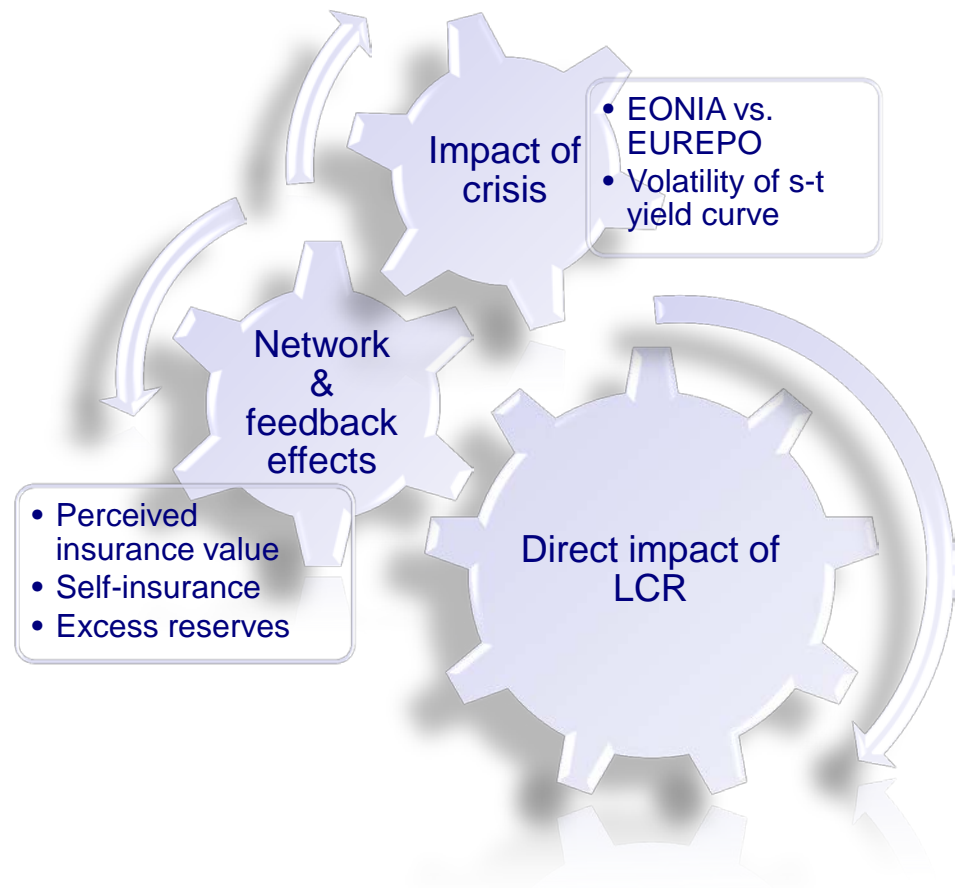 Impact of
crisis
• EONIA vs.
EUREPO
• Volatility of s-t
yield curve
Network
&
feedback
effects
• Perceived
insurance value
• Self-insurance
• Excess reserves
Direct impact of
LCR